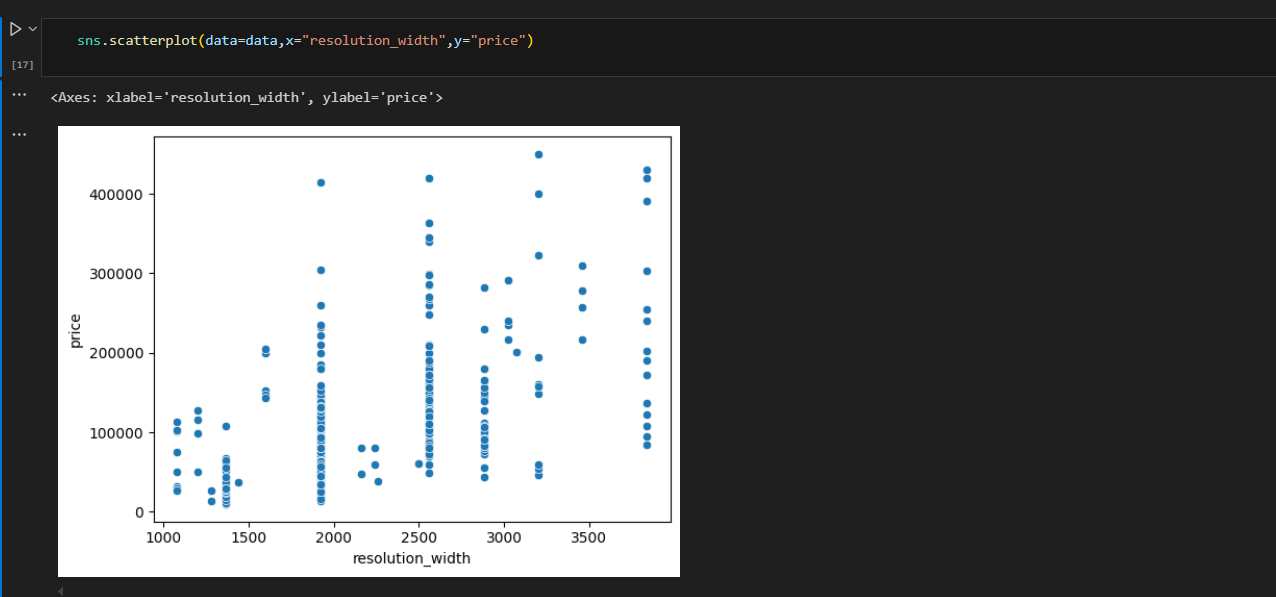 sns.scatterplot(data=data,x="resolution_width",y="price")
[17]
<Axes: xlabel='resolution_width', ylabel='price'>
400000
300000
200000
100000
0
price
1000 1500 2000 2500 3000 3500
resolution_width